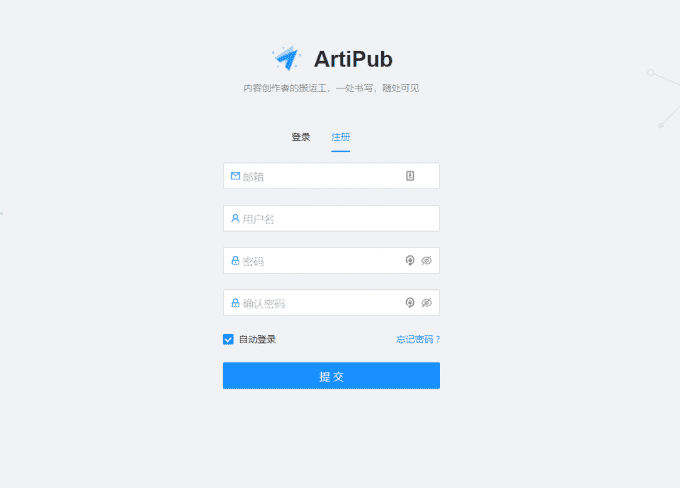 ArtiPub
内容创作者的搬运工，一处书写，随处可见
登录 注册
邮箱
用户名
密码
确认密码
自动登录 忘记密码 ?
提 交